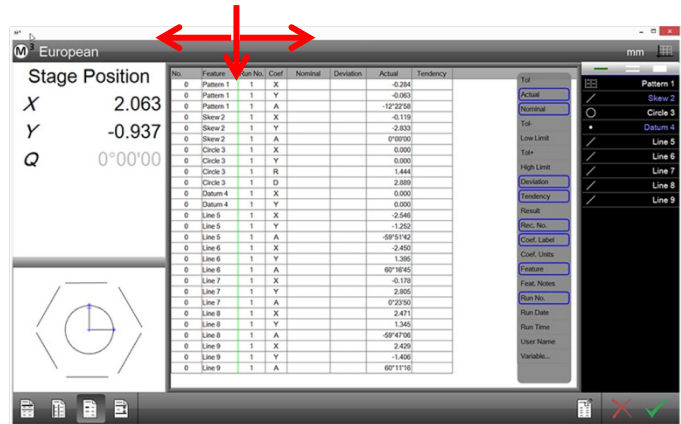 M³ European mm
Stage Position
X 2.063
Y -0.937
Q 0°00'00
No. Feature Run No. Coef Nominal Deviation Actual Tendency
0 Pattern 1 1 X -0.284
0 Pattern 1 1 Y -0.063
0 Pattern 1 1 A -12°22'58
0 Skew 2 1 X -0.119
0 Skew 2 1 Y -2.833
0 Skew 2 1 A 0°00'00
0 Circle 3 1 X 0.000
0 Circle 3 1 Y 0.000
0 Circle 3 1 R 1.444
0 Circle 3 1 D 2.889
0 Datum 4 1 X 0.000
0 Datum 4 1 Y 0.000
0 Line 5 1 X -2.546
0 Line 5 1 Y -1.252
0 Line 5 1 A -59°51'42
0 Line 6 1 X -2.450
0 Line 6 1 Y 1.395
0 Line 6 1 A 60°16'45
0 Line 7 1 X -0.178
0 Line 7 1 Y 2.805
0 Line 7 1 A 0°23'50
0 Line 8 1 X 2.471
0 Line 8 1 Y 1.345
0 Line 8 1 A -59°47'06
0 Line 9 1 X 2.429
0 Line 9 1 Y -1.406
0 Line 9 1 A 60°11'16
Tol
Actual
Nominal
Tol-
Low Limit
Tol+
High Limit
Deviation
Tendency
Result
Rec. No.
Coef. Label
Coef. Units
Feature
Feat. Notes
Run No.
Run Date
Run Time
User Name
Variable...
Pattern 1
Skew 2
Circle 3
Datum 4
Line 5
Line 6
Line 7
Line 8
Line 9